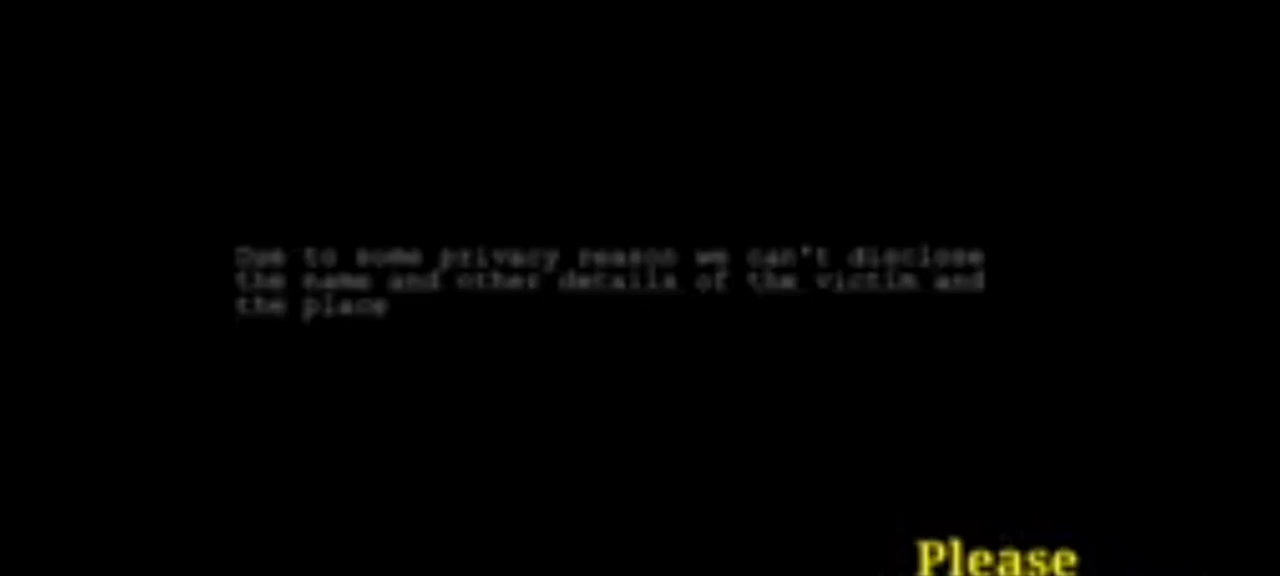 Due to some privacy reason we can't disclose
the name and other details of the victim and
the place
Please